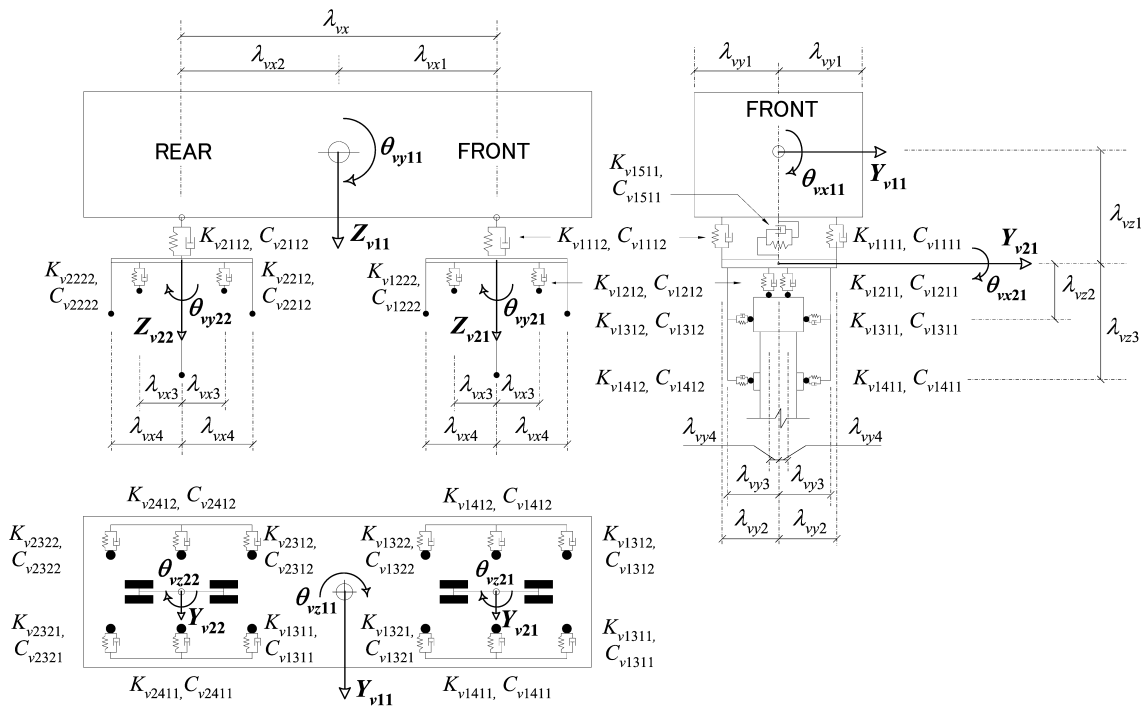 λvx
λvx2 λvx1
REAR FRONT
θvy11
Zv11
Kv2112, Cv2112
Kv1112, Cv1112
Kv2222, Cv2222
Kv2212, Cv2212
Kv1222, Cv1222
Kv1212, Cv1212
θvy22
Zv22
θvy21
Zv21
λvx3 λvx3
λvx4 λvx4
λvx3 λvx3
λvx4 λvx4
λvy1 λvy1
FRONT
Kv1511, Cv1511
θvx11
Yv11
Kv1111, Cv1111
Yv21
θvx21
Kv1211, Cv1211
Kv1312, Cv1312
Kv1311, Cv1311
Kv1412, Cv1412
Kv1411, Cv1411
λvz1
λvz2
λvz3
λvy4 λvy4
λvy3 λvy3
λvy2 λvy2
Kv2412, Cv2412
Kv1412, Cv1412
Kv2322, Cv2322
Kv2312, Cv2312
Kv1322, Cv1322
Kv1312, Cv1312
θvz22
Yv22
θvz11
θvz21
Yv21
Kv2321, Cv2321
Kv1311, Cv1311
Kv1321, Cv1321
Kv1311, Cv1311
Kv2411, Cv2411
Kv1411, Cv1411
Yv11